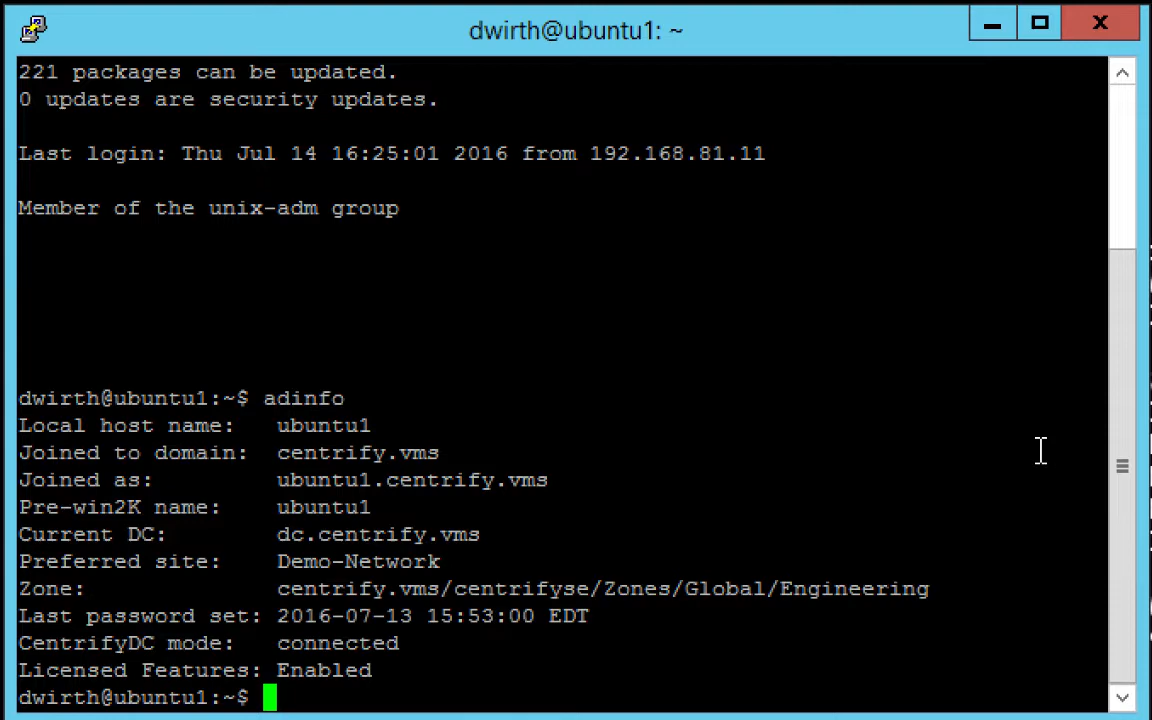 dwirth@ubuntu1: ~
221 packages can be updated.
0 updates are security updates.
Last login: Thu Jul 14 16:25:01 2016 from 192.168.81.11
Member of the unix-adm group
dwirth@ubuntu1:~$ adinfo
Local host name:   ubuntu1
Joined to domain:  centrify.vms
Joined as:         ubuntu1.centrify.vms
Pre-win2K name:    ubuntu1
Current DC:        dc.centrify.vms
Preferred site:    Demo-Network
Zone:              centrify.vms/centrifyse/Zones/Global/Engineering
Last password set: 2016-07-13 15:53:00 EDT
CentrifyDC mode:   connected
Licensed Features: Enabled
dwirth@ubuntu1:~$